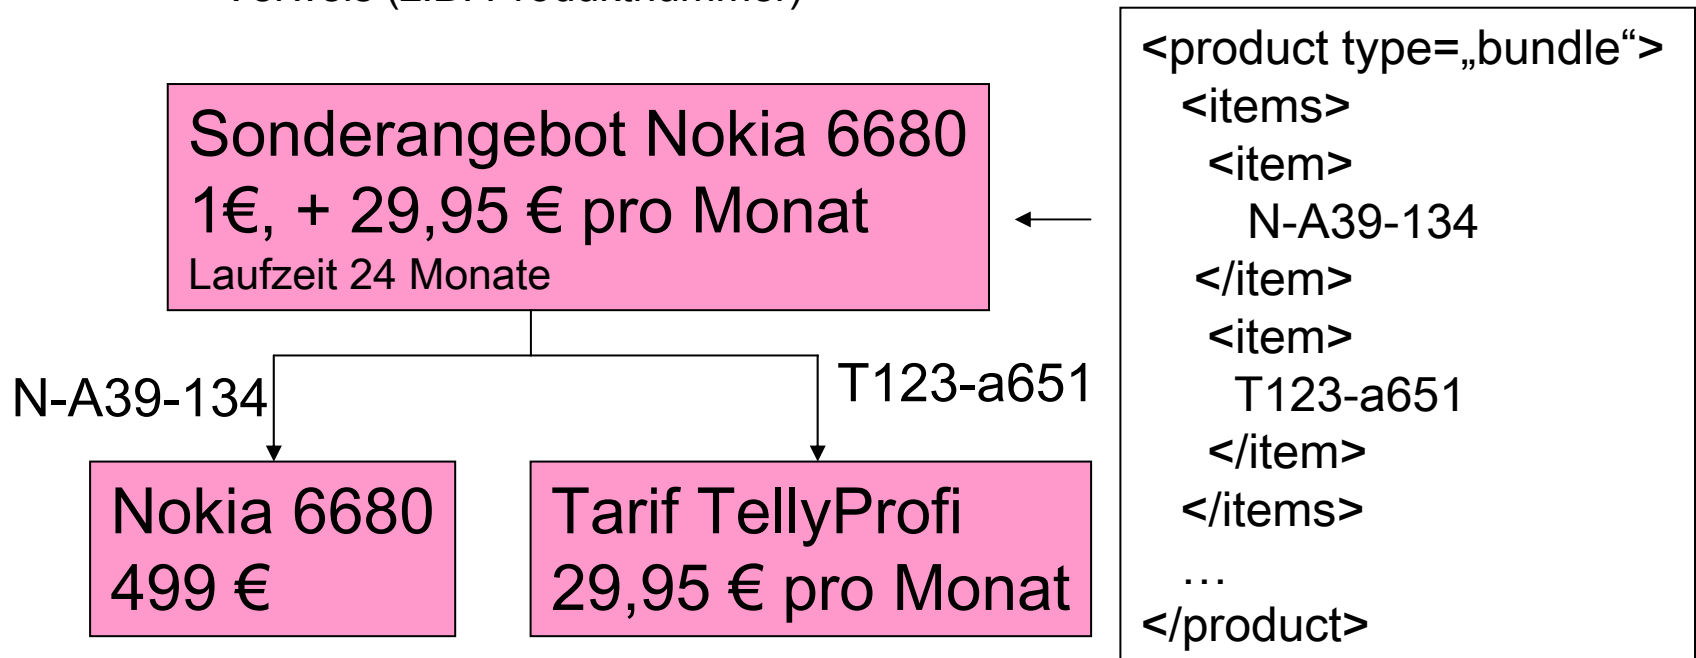 Verweis (z.B. Produktnummer)
Sonderangebot Nokia 6680
1€, + 29,95 € pro Monat
Laufzeit 24 Monate
N-A39-134
T123-a651
Nokia 6680
499 €
Tarif TellyProfi
29,95 € pro Monat
<product type=„bundle“>
<items>
<item>
N-A39-134
</item>
<item>
T123-a651
</item>
</items>
…
</product>